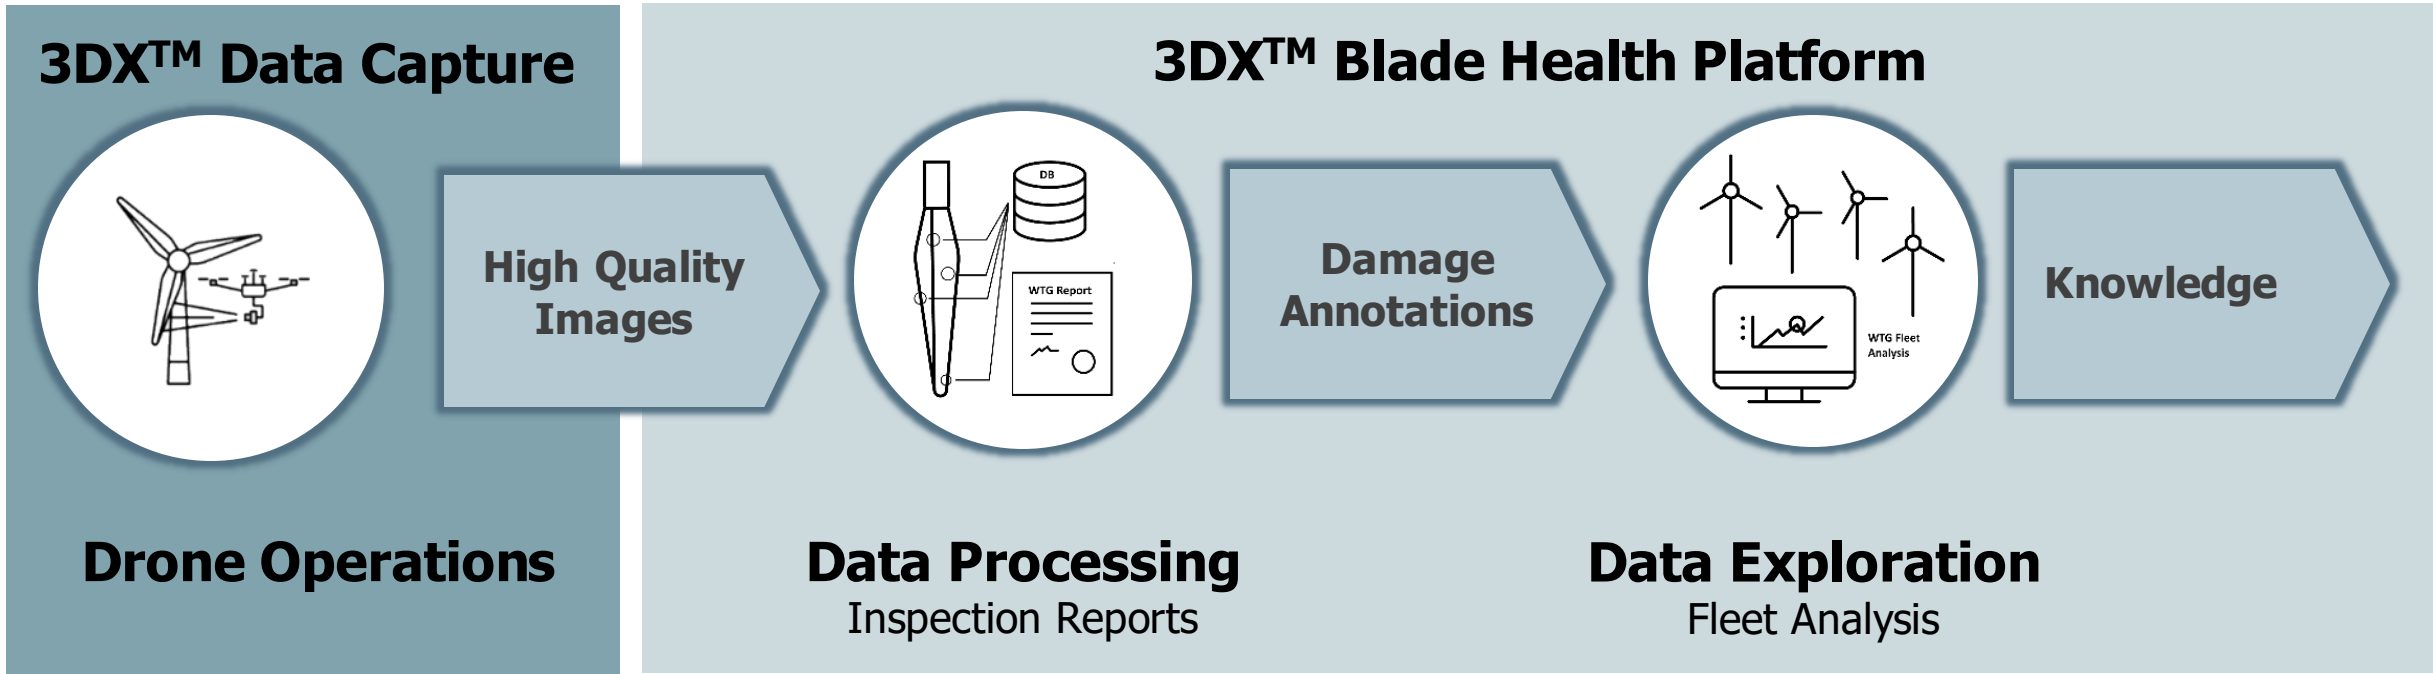 3DX™ Data Capture
3DX™ Blade Health Platform
High Quality
Images
DB
WTG Report
Damage
Annotations
WTG Fleet
Analysis
Knowledge
Drone Operations
Data Processing
Inspection Reports
Data Exploration
Fleet Analysis